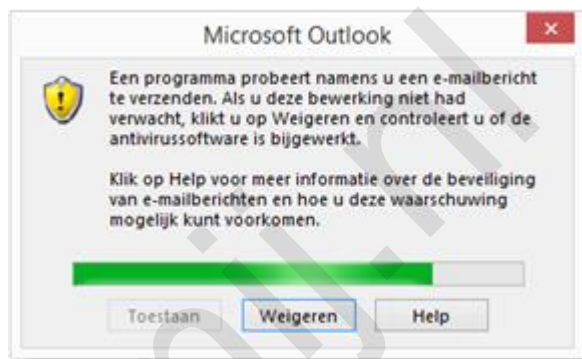 Microsoft Outlook
Een programma probeert namens u een e-mailbericht
te verzenden. Als u deze bewerking niet had
verwacht, klikt u op Weigeren en controleert u of de
antivirussoftware is bijgewerkt.
Klik op Help voor meer informatie over de beveiliging
van e-mailberichten en hoe u deze waarschuwing
mogelijk kunt voorkomen.
Toestaan Weigeren Help